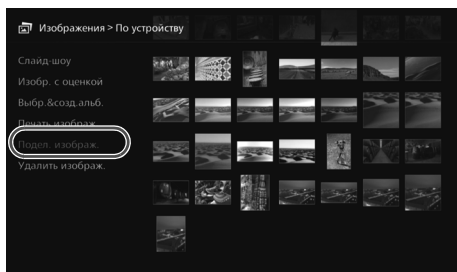 Изображения > По устройству
Слайд-шоу
Изобр. с оценкой
Выбр.&созд.альб.
Печать изображ.
Подел. изображ.
Удалить изображ.